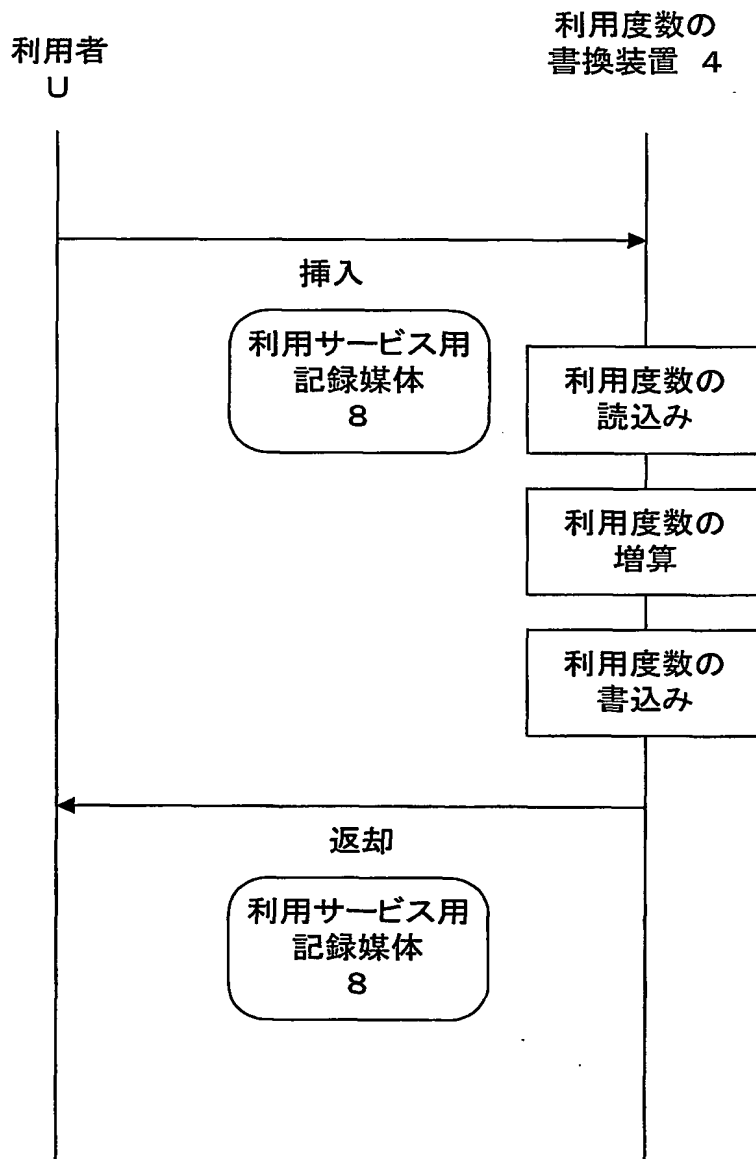 利用者
U
利用度数の
書換装置 4
挿入
利用サービス用
記録媒体
8
利用度数の
読込み
利用度数の
増算
利用度数の
書込み
返却
利用サービス用
記録媒体
8